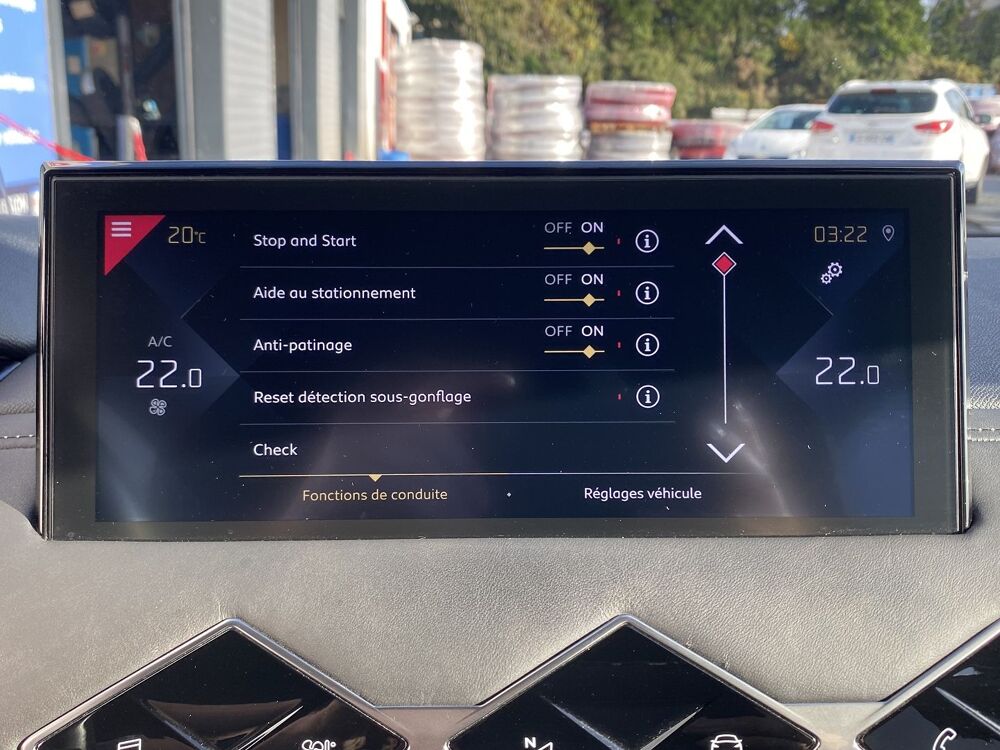 20°C
Stop and Start OFF ON
03:22
Aide au stationnement OFF ON
A/C
Anti-patinage OFF ON
22.0
22.0
Reset détection sous-gonflage
Check
Fonctions de conduite
Réglages véhicule
N